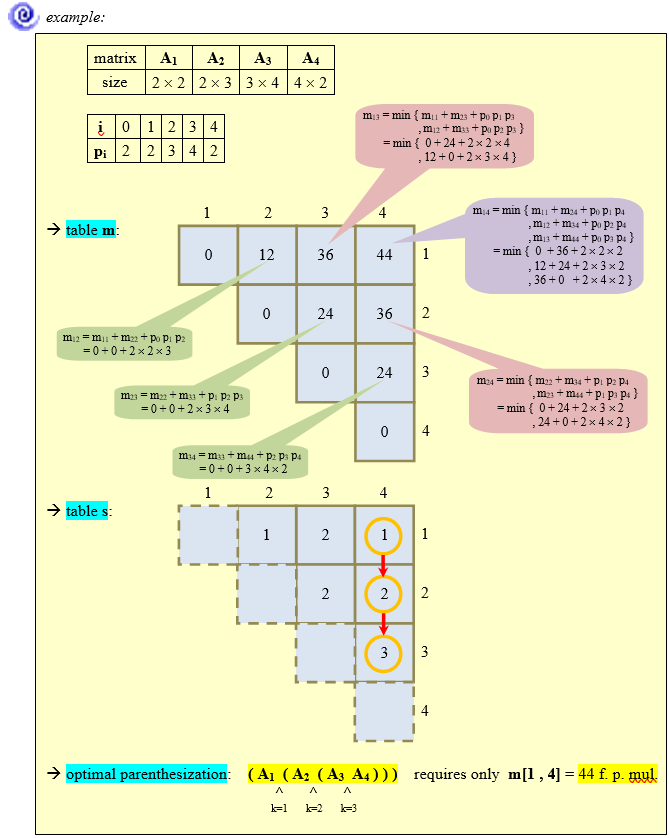 example:
matrix A1 A2 A3 A4
size 2 × 2 2 × 3 3 × 4 4 × 2
i 0 1 2 3 4
pi 2 2 3 4 2
m13 = min { m11 + m23 + p0 p1 p3
, m12 + m33 + p0 p2 p3 }
= min { 0 + 24 + 2 × 2 × 4
, 12 + 0 + 2 × 3 × 4 }
1 2 3 4
→ table m:
m14 = min { m11 + m24 + p0 p1 p4
, m12 + m34 + p0 p2 p4
, m13 + m44 + p0 p3 p4 }
= min { 0 + 36 + 2 × 2 × 2
, 12 + 24 + 2 × 3 × 2
, 36 + 0 + 2 × 4 × 2 }
0 12 36 44 1
0 24 36 2
m12 = m11 + m22 + p0 p1 p2
= 0 + 0 + 2 × 2 × 3
0 24 3
m23 = m22 + m33 + p1 p2 p3
= 0 + 0 + 2 × 3 × 4
m24 = min { m22 + m34 + p1 p2 p4
, m23 + m44 + p1 p3 p4 }
= min { 0 + 24 + 2 × 3 × 2
, 24 + 0 + 2 × 4 × 2 }
0 4
m34 = m33 + m44 + p2 p3 p4
= 0 + 0 + 3 × 4 × 2
1 2 3 4
→ table s:
1 2 1 1
2 2 2
3 3
4
→ optimal parenthesization: ( A1 ( A2 ( A3 A4 ) ) ) requires only m[1 , 4] = 44 f. p. mul.
^ ^ ^
k=1 k=2 k=3